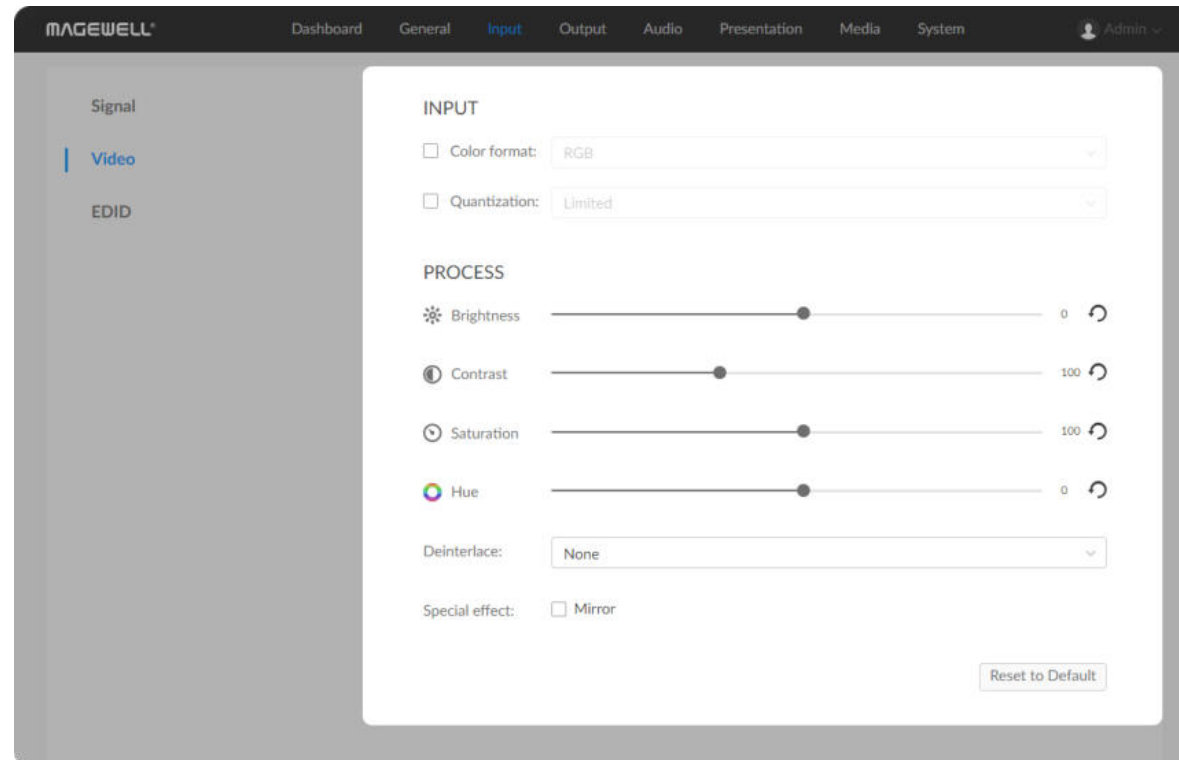 MAGEWELL® Dashboard General Input Output Audio Presentation Media System Admin
Signal
Video
EDID
INPUT
Color format: RGB
Quantization: Limited
PROCESS
Brightness 0
Contrast 100
Saturation 100
Hue 0
Deinterlace: None
Special effect: Mirror
Reset to Default